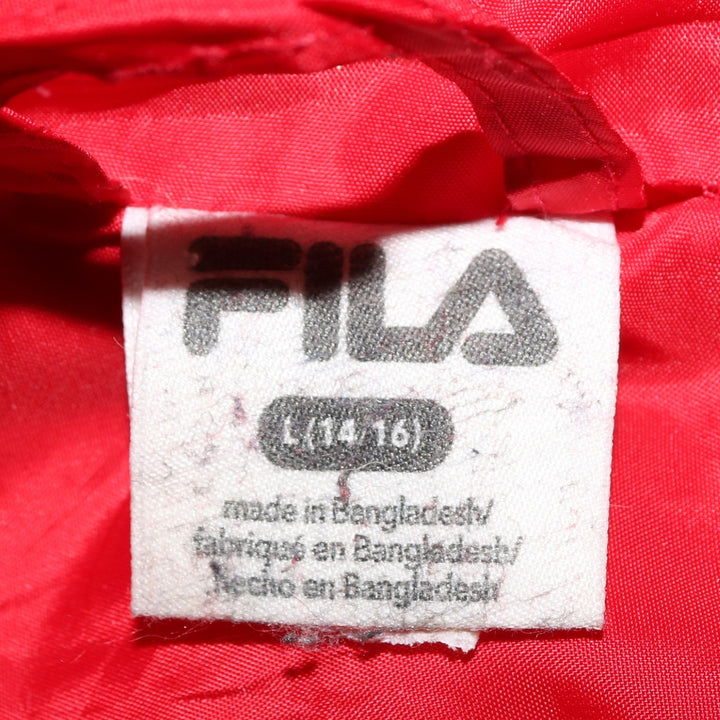 FILA
L (14/16)
made in Bangladesh/
fabriqué en Bangladesh/
hecho en Bangladesh